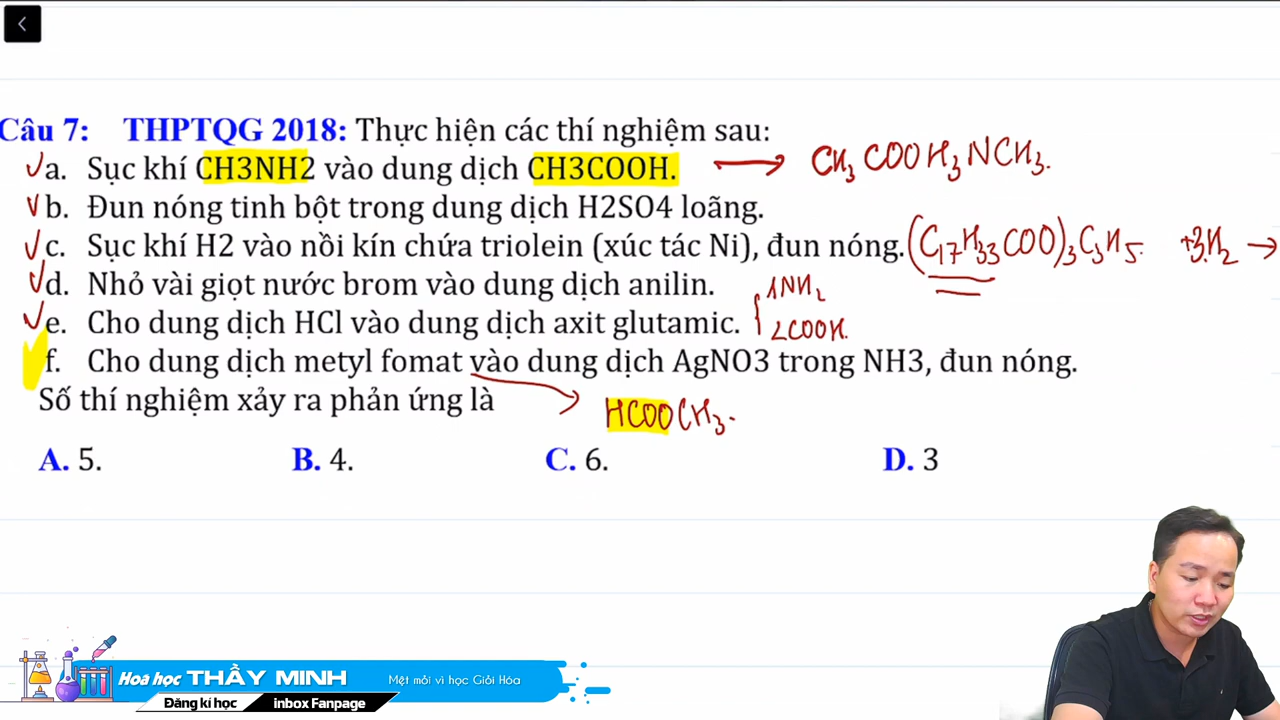 Câu 7: THPTQG 2018: Thực hiện các thí nghiệm sau:
a. Sục khí CH3NH2 vào dung dịch CH3COOH. → CH3COOH3NCH3.
b. Đun nóng tinh bột trong dung dịch H2SO4 loãng.
c. Sục khí H2 vào nồi kín chứa triolein (xúc tác Ni), đun nóng. (C17H33COO)3C3H5. +3H2 →
d. Nhỏ vài giọt nước brom vào dung dịch anilin. 1NH2
e. Cho dung dịch HCl vào dung dịch axit glutamic. 2COOH.
f. Cho dung dịch metyl fomat vào dung dịch AgNO3 trong NH3, đun nóng.
Số thí nghiệm xảy ra phản ứng là
HCOOCH3.
A. 5. B. 4. C. 6. D. 3
Hoá học THẦY MINH
Mệt mỏi vì học Giỏi Hóa
Đăng kí học inbox Fanpage